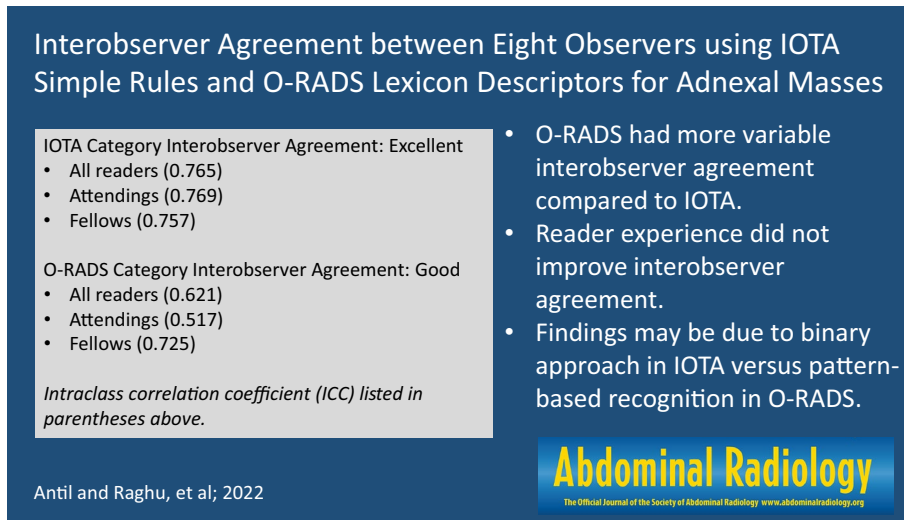 Interobserver Agreement between Eight Observers using IOTA
Simple Rules and O-RADS Lexicon Descriptors for Adnexal Masses
IOTA Category Interobserver Agreement: Excellent
• All readers (0.765)
• Attendings (0.769)
• Fellows (0.757)
O-RADS Category Interobserver Agreement: Good
• All readers (0.621)
• Attendings (0.517)
• Fellows (0.725)
Intraclass correlation coefficient (ICC) listed in
parentheses above.
• O-RADS had more variable
interobserver agreement
compared to IOTA.
• Reader experience did not
improve interobserver
agreement.
• Findings may be due to binary
approach in IOTA versus pattern-
based recognition in O-RADS.
Antil and Raghu, et al; 2022
Abdominal Radiology
The Official Journal of the Society of Abdominal Radiology www.abdominalradiology.org